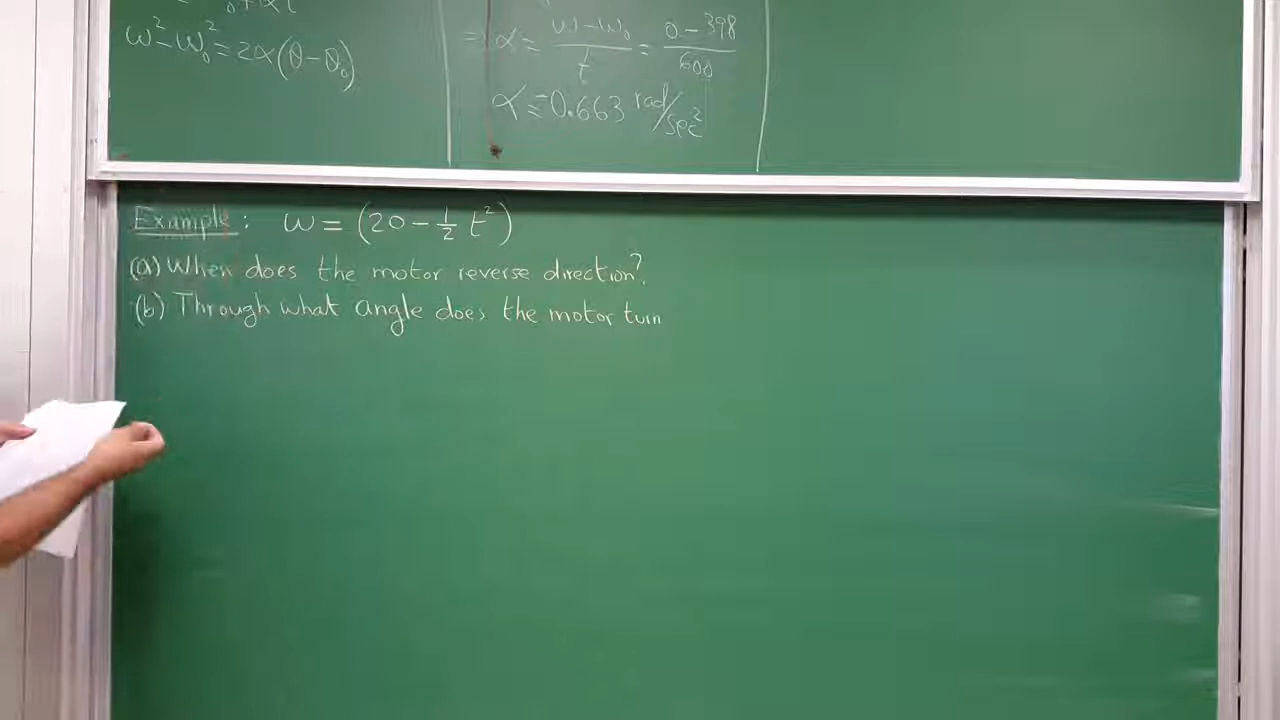 ω²-ω₀²=2α(θ-θ₀)
⇒ α = (ω-ω₀)/t = (0-398)/600
α=-0.663 rad/sec²
Example: ω = (20 - 1/2 t²)
(a) When does the motor reverse direction?
(b) Through what angle does the motor turn